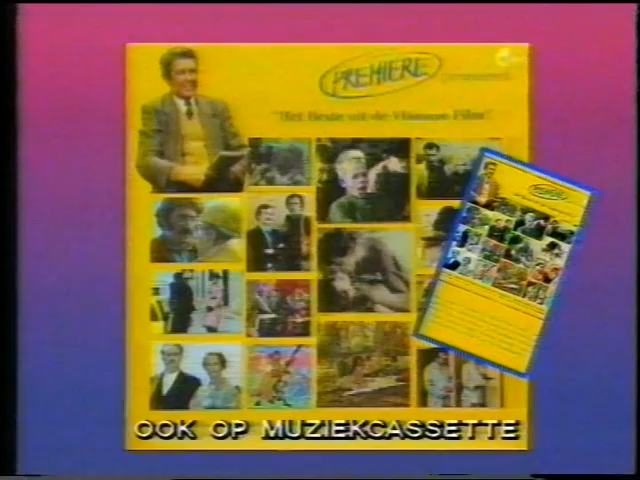 PREMIERE
"Het Beste uit de Vlaamse Film"
OOK OP MUZIEKCASSETTE